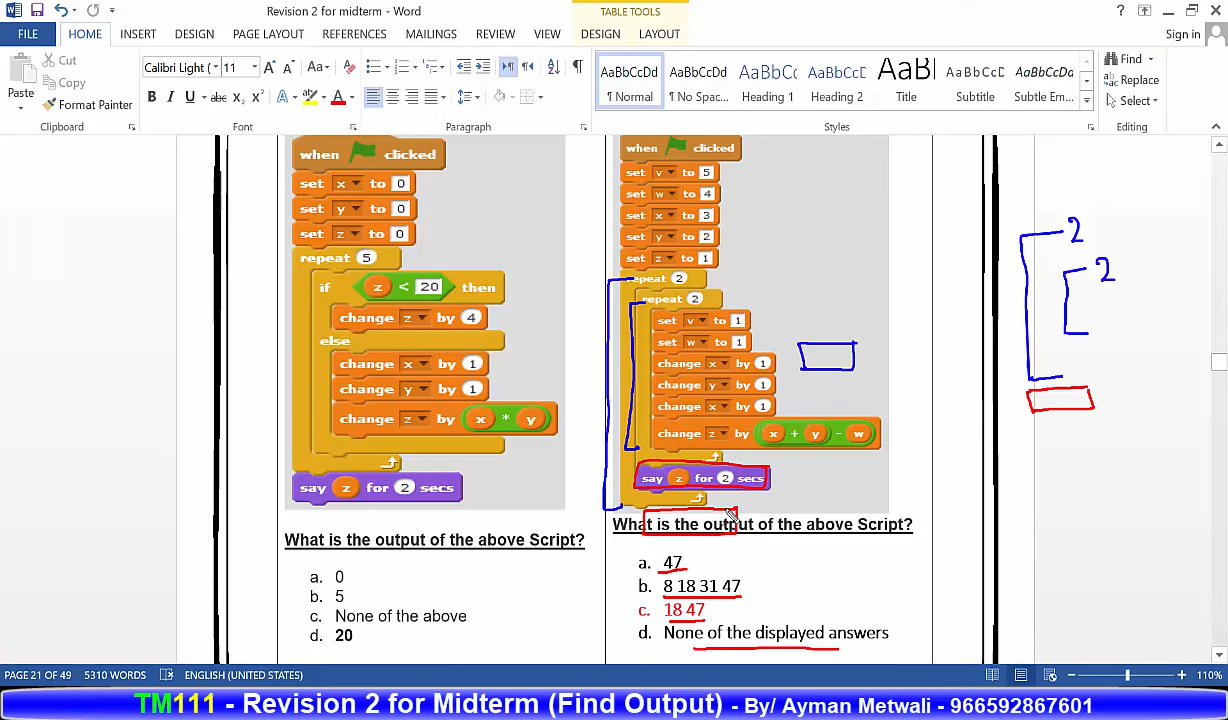 Revision 2 for midterm - Word
TABLE TOOLS
Sign in
FILE HOME INSERT DESIGN PAGE LAYOUT REFERENCES MAILINGS REVIEW VIEW DESIGN LAYOUT
Paste
Cut
Copy
Format Painter
Calibri Light ( 11
AaBbCcDd AaBbCcDd AaBbC AaBbCcD AaB AaBbCcD AaBbCcDd
¶ Normal ¶ No Spac... Heading 1 Heading 2 Title Subtitle Subtle Em...
Find
Replace
Select
Clipboard Font Paragraph Styles Editing
when clicked
set x to 0
set y to 0
set z to 0
repeat 5
if z < 20 then
change z by 4
else
change x by 1
change y by 1
change z by x * y
say z for 2 secs
What is the output of the above Script?
a. 0
b. 5
c. None of the above
d. 20
when clicked
set v to 5
set w to 4
set x to 3
set y to 2
set z to 1
repeat 2
repeat 2
set v to 1
set w to 1
change x by 1
change y by 1
change x by 1
change z by x + y - w
say z for 2 secs
What is the output of the above Script?
a. 47
b. 8 18 31 47
c. 18 47
d. None of the displayed answers
2
2
PAGE 21 OF 49 5310 WORDS ENGLISH (UNITED STATES) 110%
TM111 - Revision 2 for Midterm (Find Output) - By/ Ayman Metwali - 966592867601